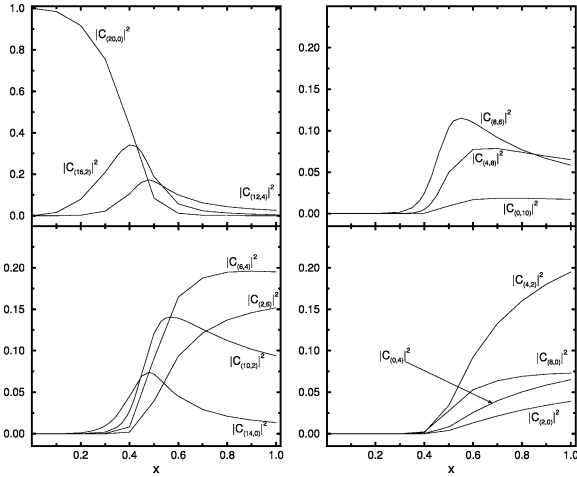 1.0
0.8
0.6
0.4
0.2
0.0
|C(20,0)|²
|C(16,2)|²
|C(12,4)|²
0.25
0.20
0.15
0.10
0.05
0.00
|C(8,6)|²
|C(4,8)|²
|C(0,10)|²
0.20
0.15
0.10
0.05
0.00
|C(6,4)|²
|C(2,6)|²
|C(10,2)|²
|C(14,0)|²
0.2 0.4 0.6 0.8 1.0
x
0.20
0.15
0.10
0.05
0.00
|C(4,2)|²
|C(0,4)|²
|C(8,0)|²
|C(2,0)|²
0.2 0.4 0.6 0.8 1.0
x